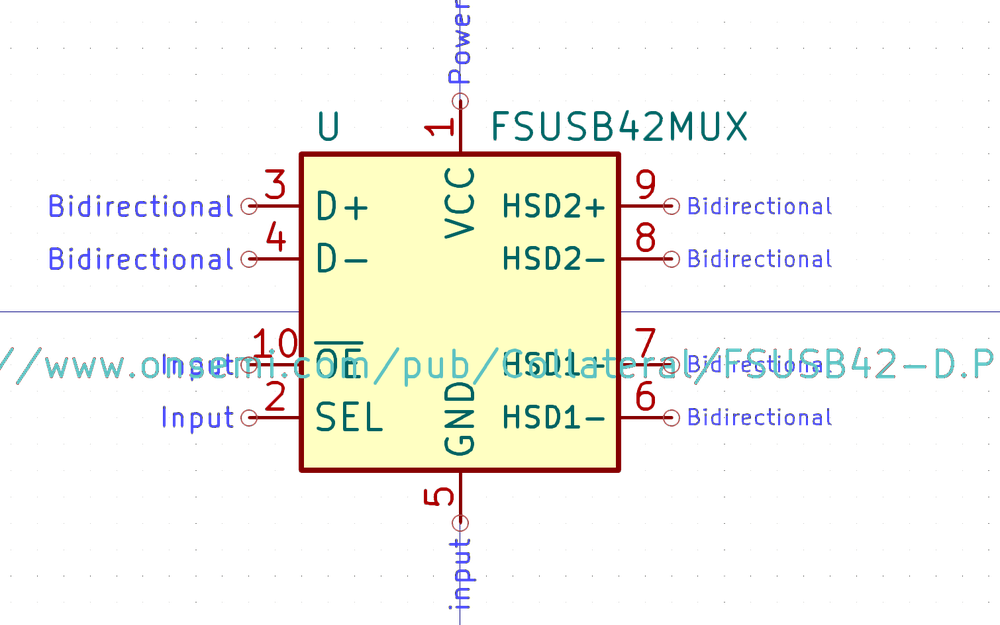 Power
U
1
FSUSB42MUX
Bidirectional 3 D+
VCC
HSD2+ 9 Bidirectional
Bidirectional 4 D-
HSD2- 8 Bidirectional
Input 10 OE
HSD1+ 7 Bidirectional
//www.onsemi.com/pub/Collateral/FSUSB42-D.P
Input 2 SEL
GND
HSD1- 6 Bidirectional
5
input